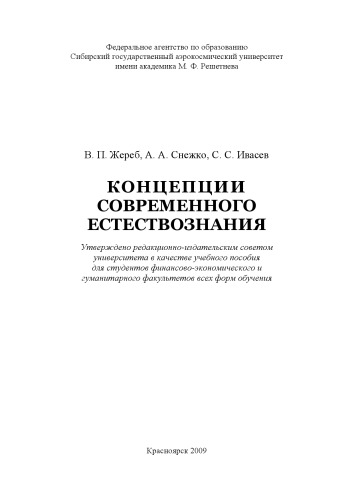 Федеральное агентство по образованию
Сибирский государственный аэрокосмический университет
имени академика М. Ф. Решетнева
В. П. Жереб, А. А. Снежко, С. С. Ивасев
КОНЦЕПЦИИ
СОВРЕМЕННОГО
ЕСТЕСТВОЗНАНИЯ
Утверждено редакционно-издательским советом
университета в качестве учебного пособия
для студентов финансово-экономического и
гуманитарного факультетов всех форм обучения
Красноярск 2009